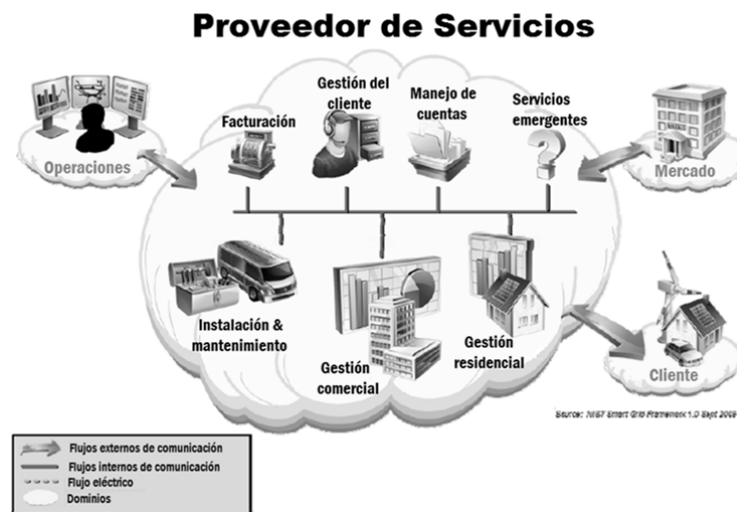 Proveedor de Servicios
Operaciones
Facturación
Gestión del
cliente
Manejo de
cuentas
Servicios
emergentes
Mercado
Instalación &
mantenimiento
Gestión
comercial
Gestión
residencial
Cliente
Source: NIST Smart Grid Framework 1.0 Sept 2009
Flujos externos de comunicación
Flujos internos de comunicación
Flujo eléctrico
Dominios